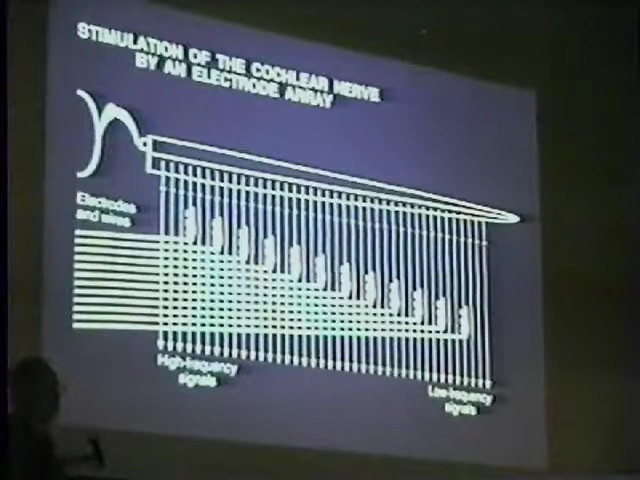 STIMULATION OF THE COCHLEAR NERVE
BY AN ELECTRODE ARRAY
Electrodes
and wires
High-frequency
signals
Low-frequency
signals